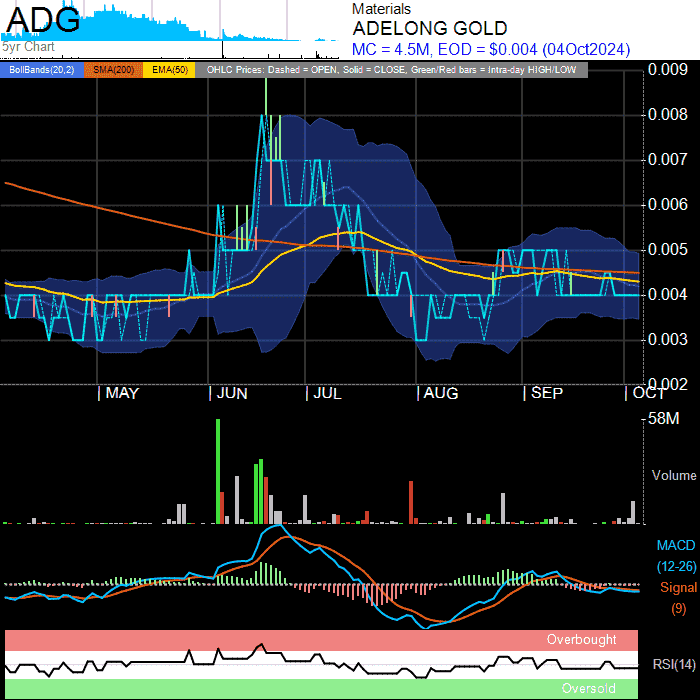 ADG
5yr Chart
Materials
ADELONG GOLD
MC = 4.5M, EOD = $0.004 (04Oct2024)
BollBands(20,2) SMA(200) EMA(50) OHLC Prices: Dashed = OPEN, Solid = CLOSE, Green/Red bars = Intra-day HIGH/LOW
0.009
0.008
0.007
0.006
0.005
0.004
0.003
0.002
MAY JUN JUL AUG SEP OCT
58M
Volume
MACD
(12-26)
Signal
(9)
Overbought
RSI(14)
Oversold